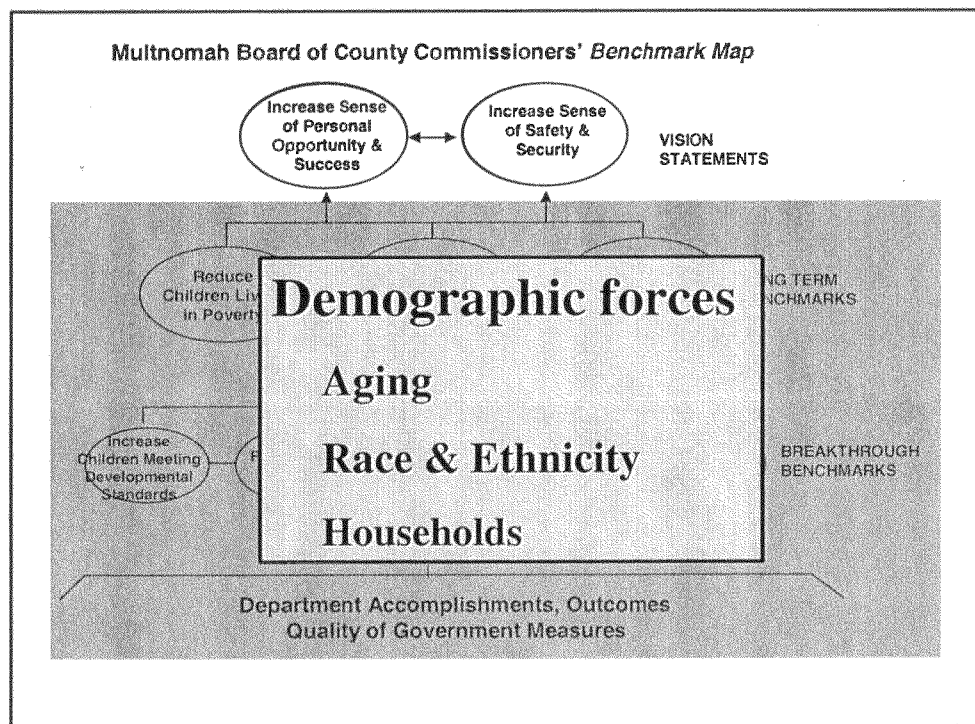 Multnomah Board of County Commissioners' Benchmark Map
Increase Sense
of Personal
Opportunity &
Success
Increase Sense
of Safety &
Security
VISION
STATEMENTS
Reduce
Children
in
TERM
Demographic forces
Aging
Race & Ethnicity
Households
Increase
Children Meeting
Developmental
Standards
BREAKTHROUGH
BENCHMARKS
Department Accomplishments, Outcomes
Quality of Government Measures